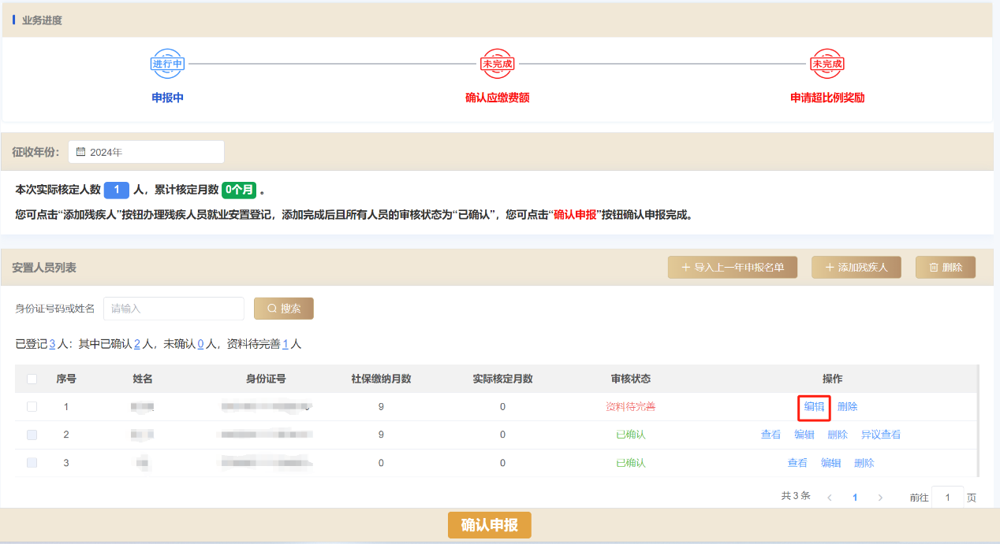 业务进度
进行中 未完成 未完成
申报中 确认应缴费额 申请超比例奖励
征收年份： 2024年
本次实际核定人数 1 人，累计核定月数 0个月 。
您可点击“添加残疾人”按钮办理残疾人员就业安置登记，添加完成后且所有人员的审核状态为“已确认”，您可点击“确认申报”按钮确认申报完成。
安置人员列表 导入上一年申报名单 添加残疾人 删除
身份证号码或姓名 请输入 搜索
已登记3人：其中已确认2人，未确认0人，资料待完善1人
序号 姓名 身份证号 社保缴纳月数 实际核定月数 审核状态 操作
1 9 0 资料待完善 编辑 删除
2 9 0 已确认 查看 编辑 删除 异议查看
3 0 0 已确认 查看 编辑 删除
共 3 条 1 前往 1 页
确认申报